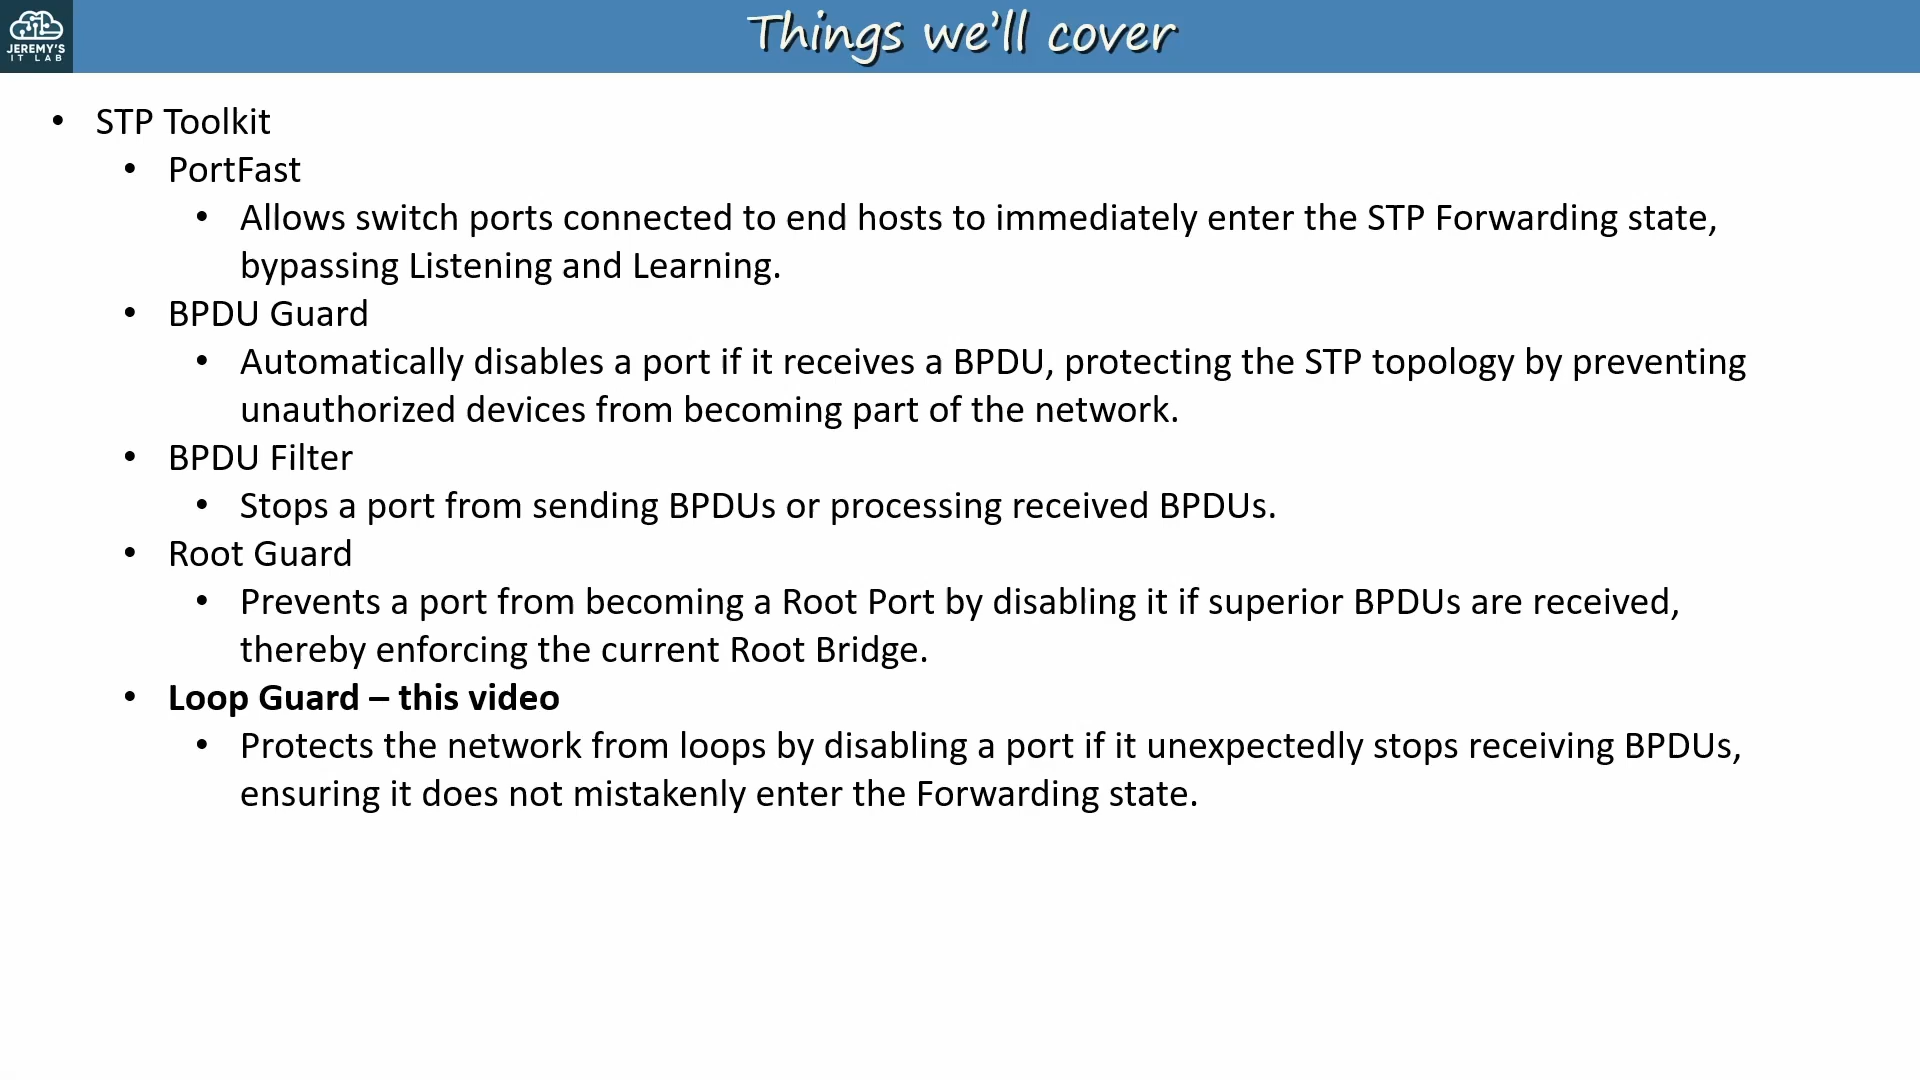 JEREMY'S
IT LAB
Things we'll cover
• STP Toolkit
• PortFast
• Allows switch ports connected to end hosts to immediately enter the STP Forwarding state,
bypassing Listening and Learning.
• BPDU Guard
• Automatically disables a port if it receives a BPDU, protecting the STP topology by preventing
unauthorized devices from becoming part of the network.
• BPDU Filter
• Stops a port from sending BPDUs or processing received BPDUs.
• Root Guard
• Prevents a port from becoming a Root Port by disabling it if superior BPDUs are received,
thereby enforcing the current Root Bridge.
• Loop Guard – this video
• Protects the network from loops by disabling a port if it unexpectedly stops receiving BPDUs,
ensuring it does not mistakenly enter the Forwarding state.